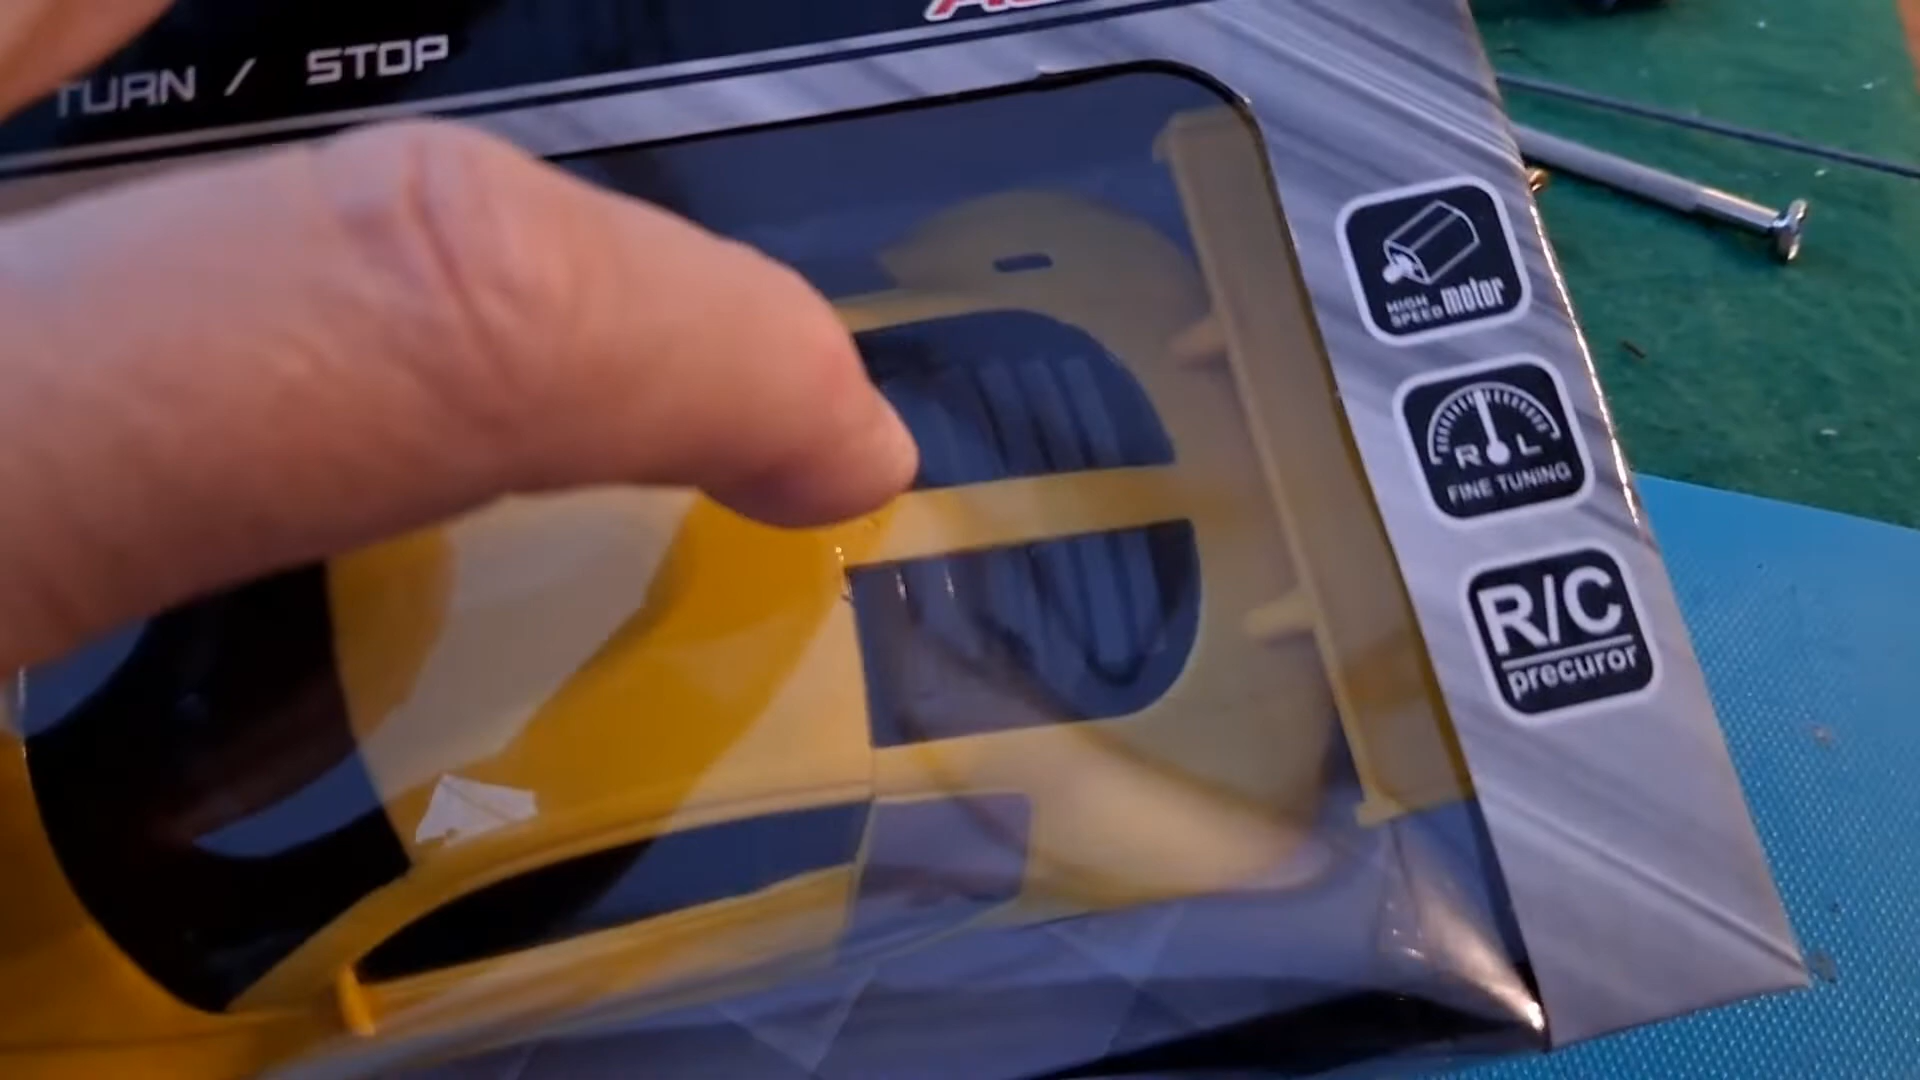 TURN / STOP
HIGH
SPEED motor
R L
FINE TUNING
R/C
precuror